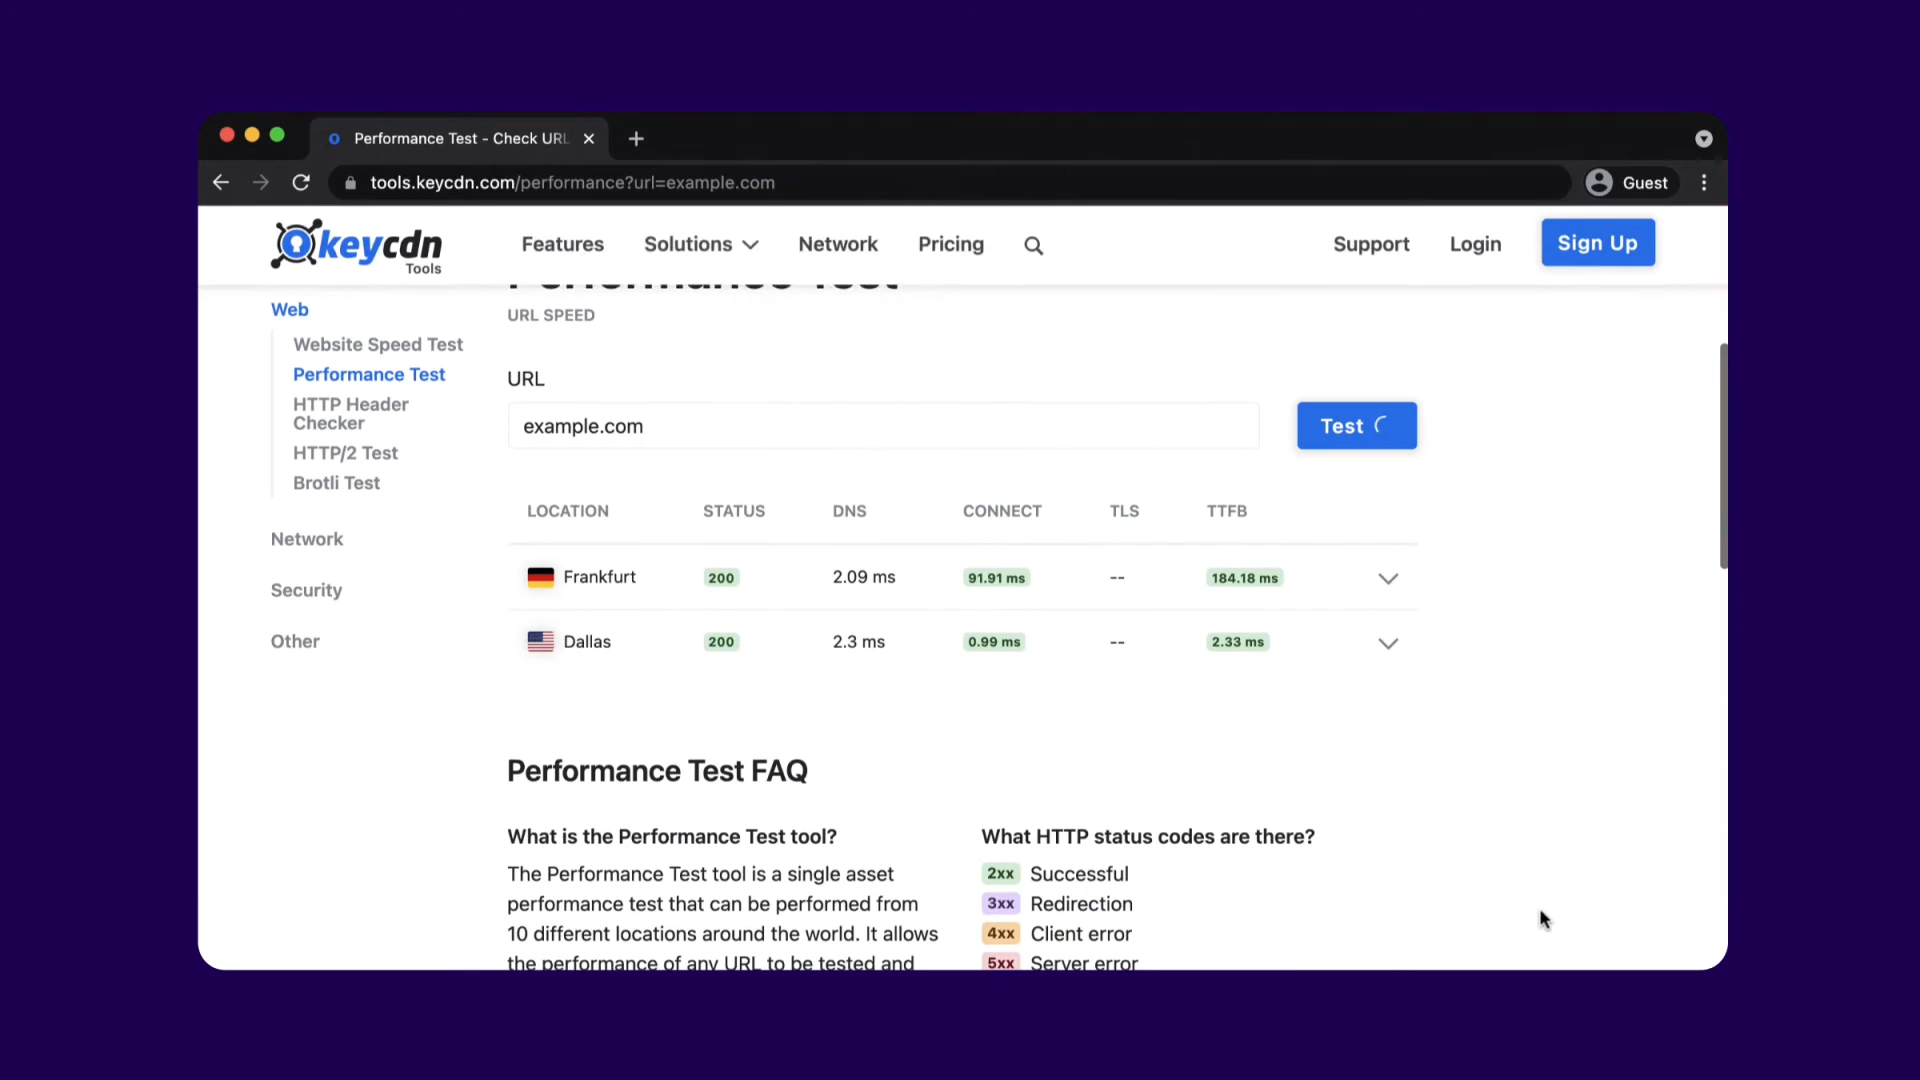 Performance Test - Check URL
tools.keycdn.com/performance?url=example.com
Guest
keycdn
Tools
Features
Solutions
Network
Pricing
Support
Login
Sign Up
Performance Test
URL SPEED
Web
Website Speed Test
Performance Test
HTTP Header
Checker
HTTP/2 Test
Brotli Test
Network
Security
Other
URL
example.com
Test
LOCATION STATUS DNS CONNECT TLS TTFB
Frankfurt 200 2.09 ms 91.91 ms -- 184.18 ms
Dallas 200 2.3 ms 0.99 ms -- 2.33 ms
Performance Test FAQ
What is the Performance Test tool?
The Performance Test tool is a single asset
performance test that can be performed from
10 different locations around the world. It allows
the performance of any URL to be tested and
What HTTP status codes are there?
2xx Successful
3xx Redirection
4xx Client error
5xx Server error